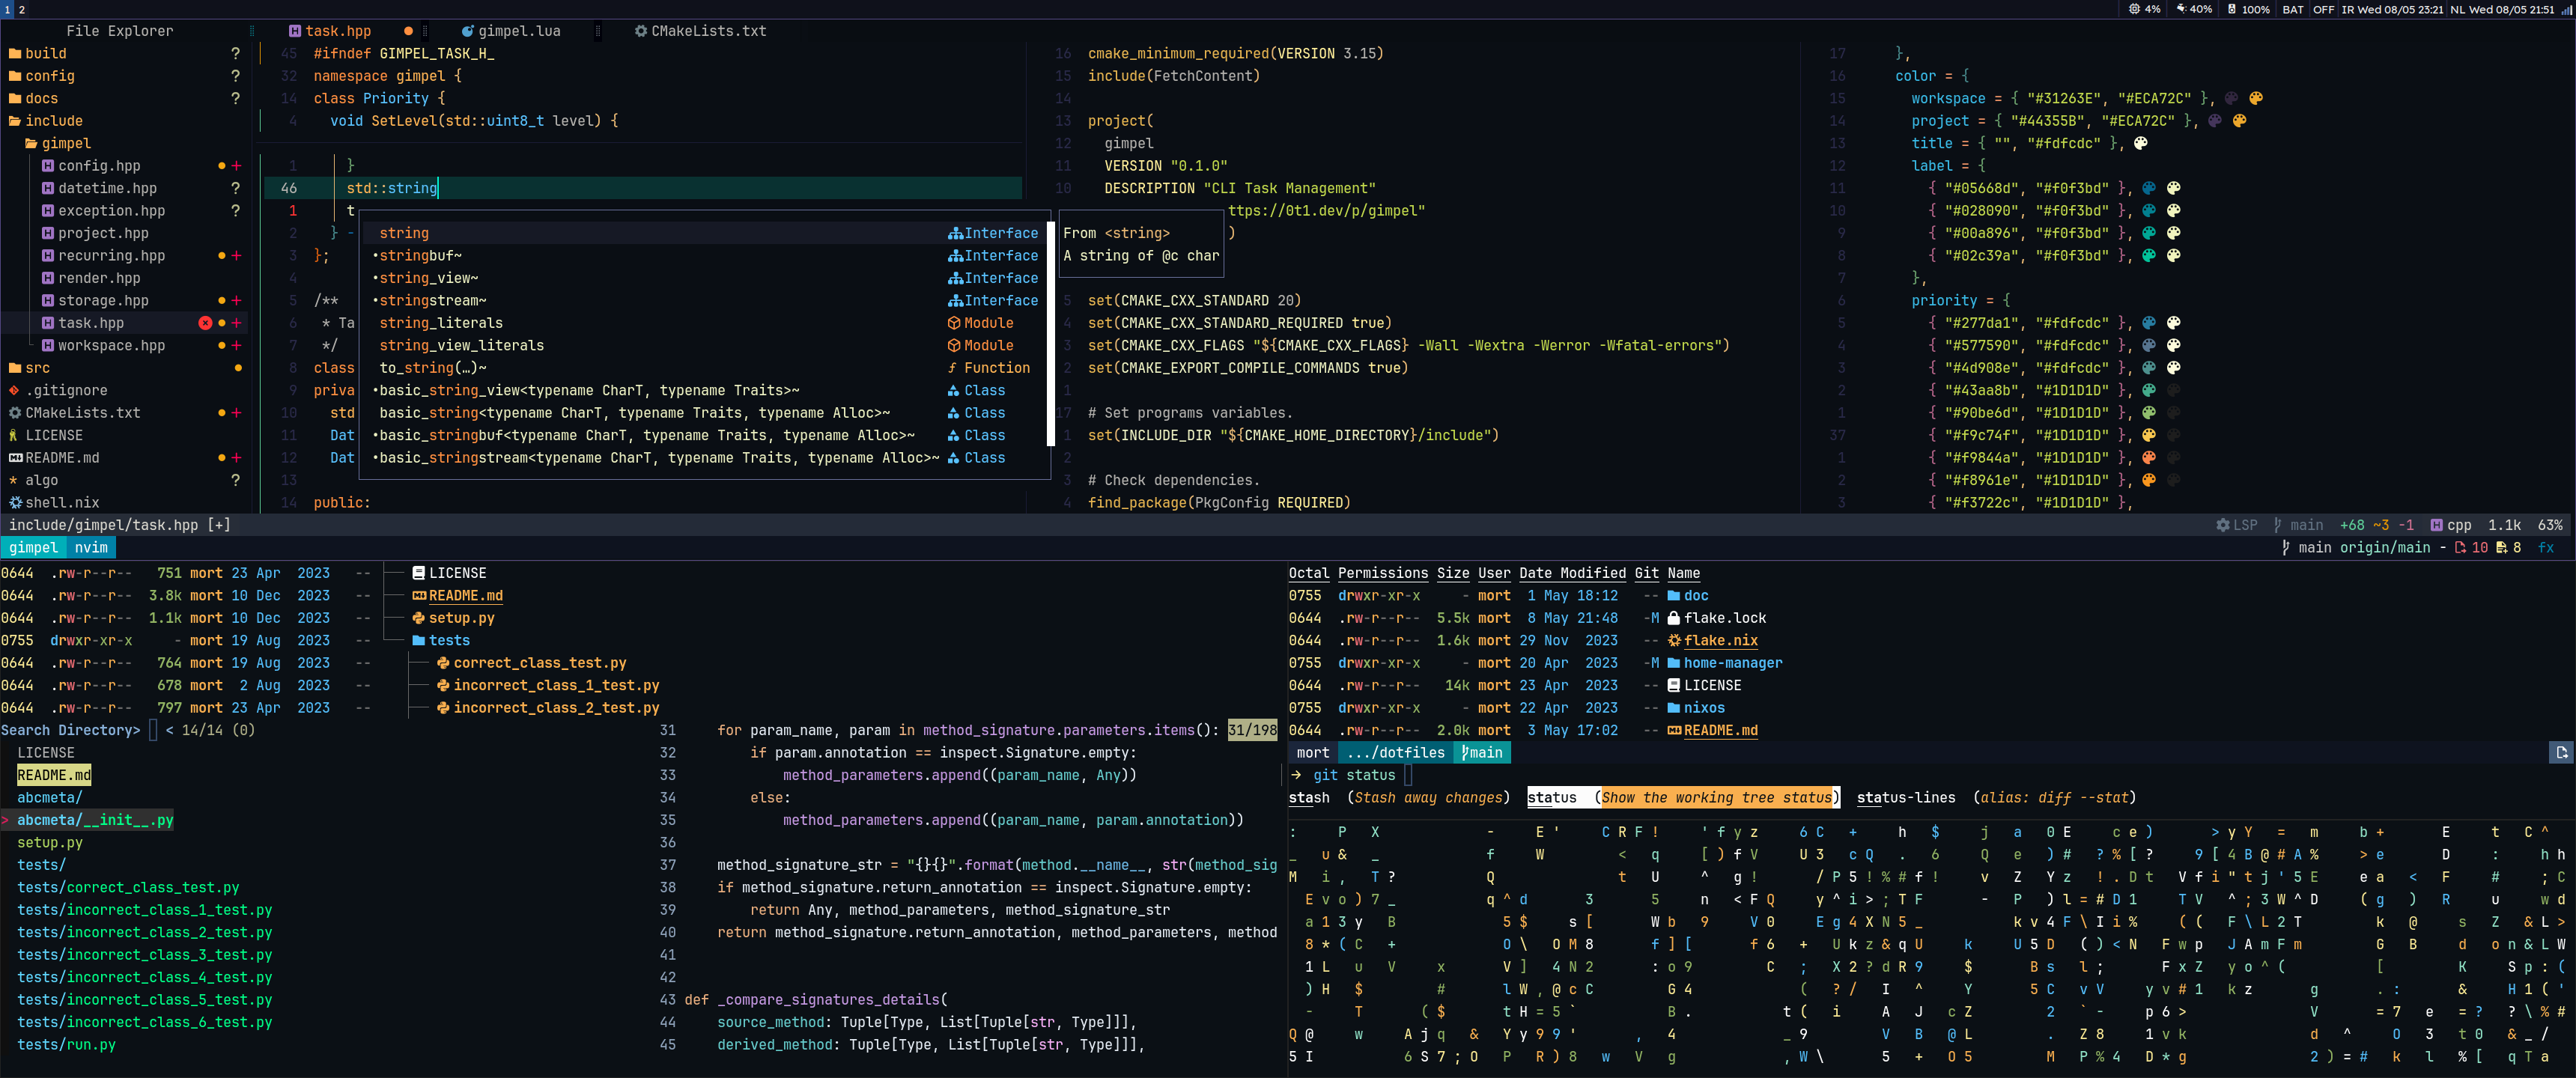 1 2
4% 40% 100% BAT OFF IR Wed 08/05 23:21 NL Wed 08/05 21:51
File Explorer
build ?
config ?
docs ?
include
gimpel
config.hpp +
datetime.hpp ?
exception.hpp ?
project.hpp
recurring.hpp +
render.hpp
storage.hpp +
task.hpp +
workspace.hpp +
src
.gitignore
CMakeLists.txt +
LICENSE
README.md +
algo ?
shell.nix
task.hpp gimpel.lua CMakeLists.txt
45 #ifndef GIMPEL_TASK_H_
32 namespace gimpel {
14 class Priority {
4 void SetLevel(std::uint8_t level) {
1 }
46 std::string
1 t
2 } -
3 };
4
5 /**
6 * Ta
7 */
8 class
9 priva
10 std
11 Dat
12 Dat
13
14 public:
string Interface
•stringbuf~ Interface
•string_view~ Interface
•stringstream~ Interface
string_literals Module
string_view_literals Module
to_string(…)~ Function
•basic_string_view<typename CharT, typename Traits>~ Class
basic_string<typename CharT, typename Traits, typename Alloc>~ Class
•basic_stringbuf<typename CharT, typename Traits, typename Alloc>~ Class
•basic_stringstream<typename CharT, typename Traits, typename Alloc>~ Class
From <string>
A string of @c char
16 cmake_minimum_required(VERSION 3.15)
15 include(FetchContent)
14
13 project(
12 gimpel
11 VERSION "0.1.0"
10 DESCRIPTION "CLI Task Management"
ttps://0t1.dev/p/gimpel"
)
5 set(CMAKE_CXX_STANDARD 20)
4 set(CMAKE_CXX_STANDARD_REQUIRED true)
3 set(CMAKE_CXX_FLAGS "${CMAKE_CXX_FLAGS} -Wall -Wextra -Werror -Wfatal-errors")
2 set(CMAKE_EXPORT_COMPILE_COMMANDS true)
1
17 # Set programs variables.
1 set(INCLUDE_DIR "${CMAKE_HOME_DIRECTORY}/include")
2
3 # Check dependencies.
4 find_package(PkgConfig REQUIRED)
17 },
16 color = {
15 workspace = { "#31263E", "#ECA72C" },
14 project = { "#44355B", "#ECA72C" },
13 title = { "", "#fdfcdc" },
12 label = {
11 { "#05668d", "#f0f3bd" },
10 { "#028090", "#f0f3bd" },
9 { "#00a896", "#f0f3bd" },
8 { "#02c39a", "#f0f3bd" },
7 },
6 priority = {
5 { "#277da1", "#fdfcdc" },
4 { "#577590", "#fdfcdc" },
3 { "#4d908e", "#fdfcdc" },
2 { "#43aa8b", "#1D1D1D" },
1 { "#90be6d", "#1D1D1D" },
37 { "#f9c74f", "#1D1D1D" },
1 { "#f9844a", "#1D1D1D" },
2 { "#f8961e", "#1D1D1D" },
3 { "#f3722c", "#1D1D1D" },
include/gimpel/task.hpp [+] LSP main +68 ~3 -1 cpp 1.1k 63%
gimpel nvim main origin/main - 10 8 fx
0644 .rw-r--r-- 751 mort 23 Apr 2023 -- LICENSE
0644 .rw-r--r-- 3.8k mort 10 Dec 2023 -- README.md
0644 .rw-r--r-- 1.1k mort 10 Dec 2023 -- setup.py
0755 drwxr-xr-x - mort 19 Aug 2023 -- tests
0644 .rw-r--r-- 764 mort 19 Aug 2023 -- correct_class_test.py
0644 .rw-r--r-- 678 mort 2 Aug 2023 -- incorrect_class_1_test.py
0644 .rw-r--r-- 797 mort 23 Apr 2023 -- incorrect_class_2_test.py
Search Directory> < 14/14 (0)
LICENSE
README.md
abcmeta/
> abcmeta/__init__.py
setup.py
tests/
tests/correct_class_test.py
tests/incorrect_class_1_test.py
tests/incorrect_class_2_test.py
tests/incorrect_class_3_test.py
tests/incorrect_class_4_test.py
tests/incorrect_class_5_test.py
tests/incorrect_class_6_test.py
tests/run.py
31 for param_name, param in method_signature.parameters.items(): 31/198
32 if param.annotation == inspect.Signature.empty:
33 method_parameters.append((param_name, Any))
34 else:
35 method_parameters.append((param_name, param.annotation))
36
37 method_signature_str = "{}{}".format(method.__name__, str(method_sig
38 if method_signature.return_annotation == inspect.Signature.empty:
39 return Any, method_parameters, method_signature_str
40 return method_signature.return_annotation, method_parameters, method
41
42
43 def _compare_signatures_details(
44 source_method: Tuple[Type, List[Tuple[str, Type]]],
45 derived_method: Tuple[Type, List[Tuple[str, Type]]],
Octal Permissions Size User Date Modified Git Name
0755 drwxr-xr-x - mort 1 May 18:12 -- doc
0644 .rw-r--r-- 5.5k mort 8 May 21:48 -M flake.lock
0644 .rw-r--r-- 1.6k mort 29 Nov 2023 -- flake.nix
0755 drwxr-xr-x - mort 20 Apr 2023 -M home-manager
0644 .rw-r--r-- 14k mort 23 Apr 2023 -- LICENSE
0755 drwxr-xr-x - mort 22 Apr 2023 -- nixos
0644 .rw-r--r-- 2.0k mort 3 May 17:02 -- README.md
mort .../dotfiles main
→ git status
stash (Stash away changes) status (Show the working tree status) status-lines (alias: diff --stat)